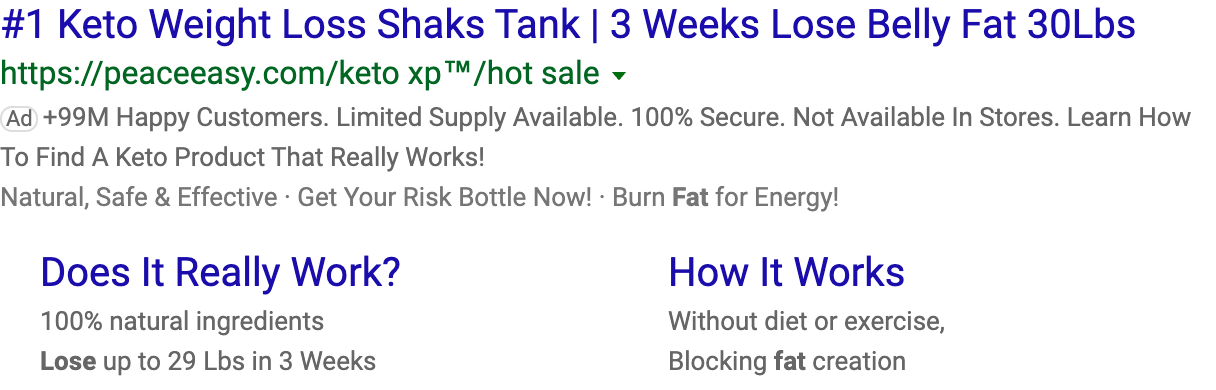 #1 Keto Weight Loss Shaks Tank | 3 Weeks Lose Belly Fat 30Lbs
https://peaceeasy.com/keto xp™/hot sale
Ad +99M Happy Customers. Limited Supply Available. 100% Secure. Not Available In Stores. Learn How
To Find A Keto Product That Really Works!
Natural, Safe & Effective · Get Your Risk Bottle Now! · Burn Fat for Energy!
Does It Really Work?
100% natural ingredients
Lose up to 29 Lbs in 3 Weeks
How It Works
Without diet or exercise,
Blocking fat creation